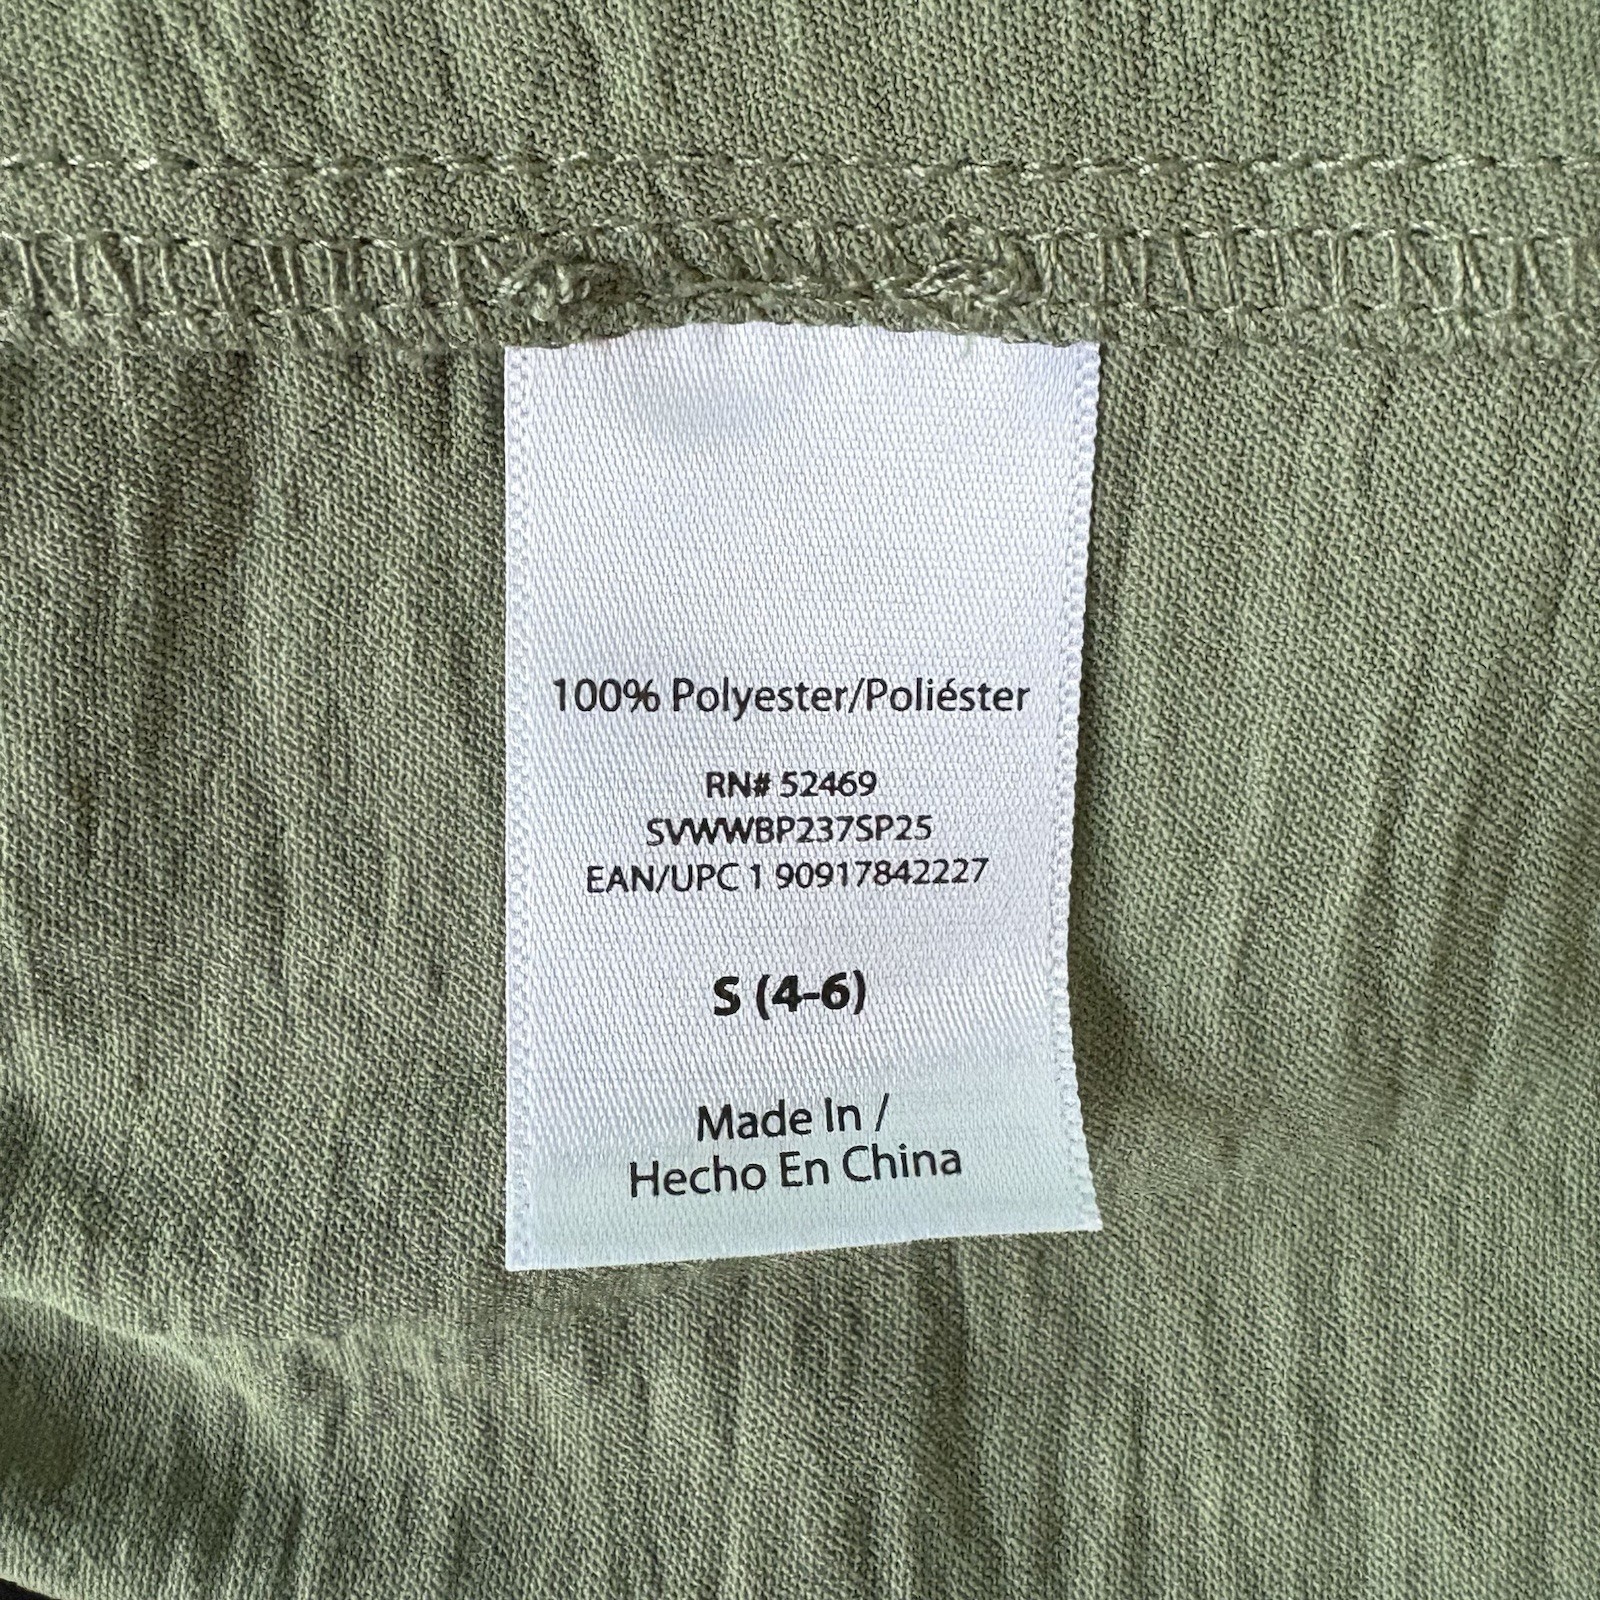 100% Polyester/Poliéster
RN# 52469
SVWWBP237SP25
EAN/UPC 1 90917842227
S (4-6)
Made In /
Hecho En China